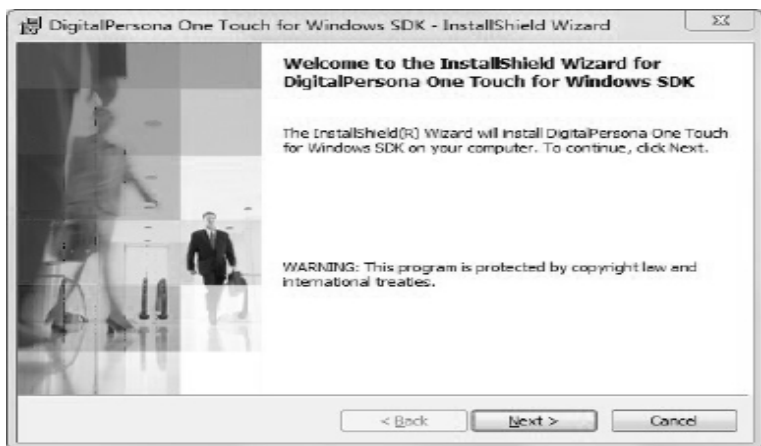 DigitalPersona One Touch for Windows SDK - InstallShield Wizard
Welcome to the InstallShield Wizard for
DigitalPersona One Touch for Windows SDK
The InstallShield(R) Wizard will install DigitalPersona One Touch
for Windows SDK on your computer. To continue, click Next.
WARNING: This program is protected by copyright law and
international treaties.
< Back Next > Cancel